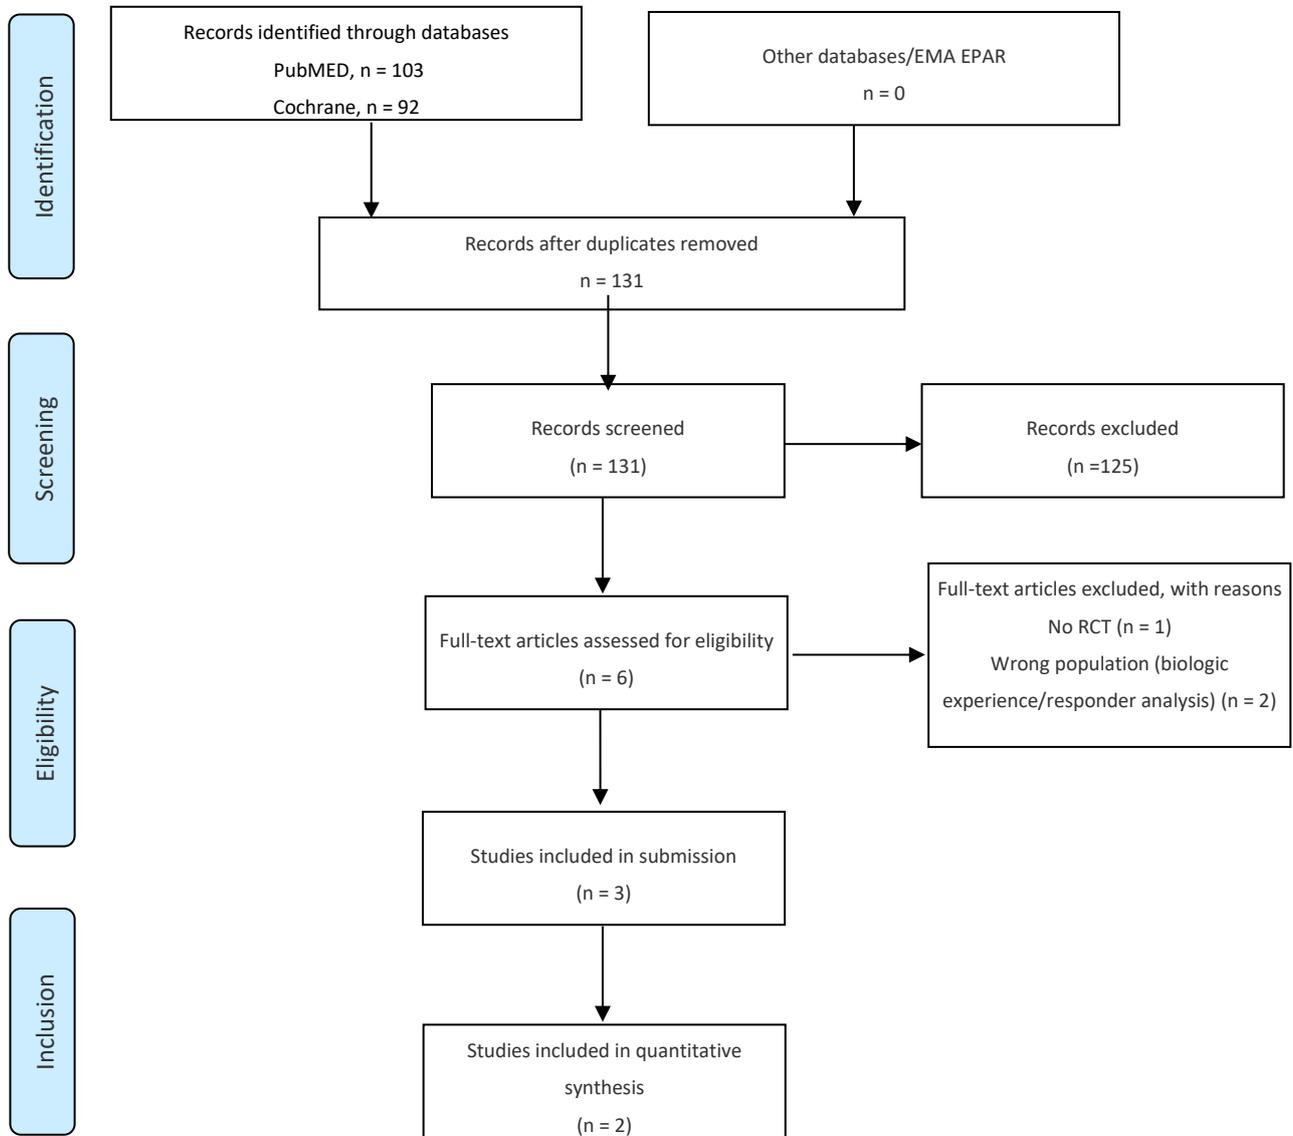 Identification
Records identified through databases
PubMED, n = 103
Cochrane, n = 92
Other databases/EMA EPAR
n = 0
Records after duplicates removed
n = 131
Screening
Records screened
(n = 131)
Records excluded
(n =125)
Eligibility
Full-text articles assessed for eligibility
(n = 6)
Full-text articles excluded, with reasons
No RCT (n = 1)
Wrong population (biologic
experience/responder analysis) (n = 2)
Studies included in submission
(n = 3)
Inclusion
Studies included in quantitative
synthesis
(n = 2)